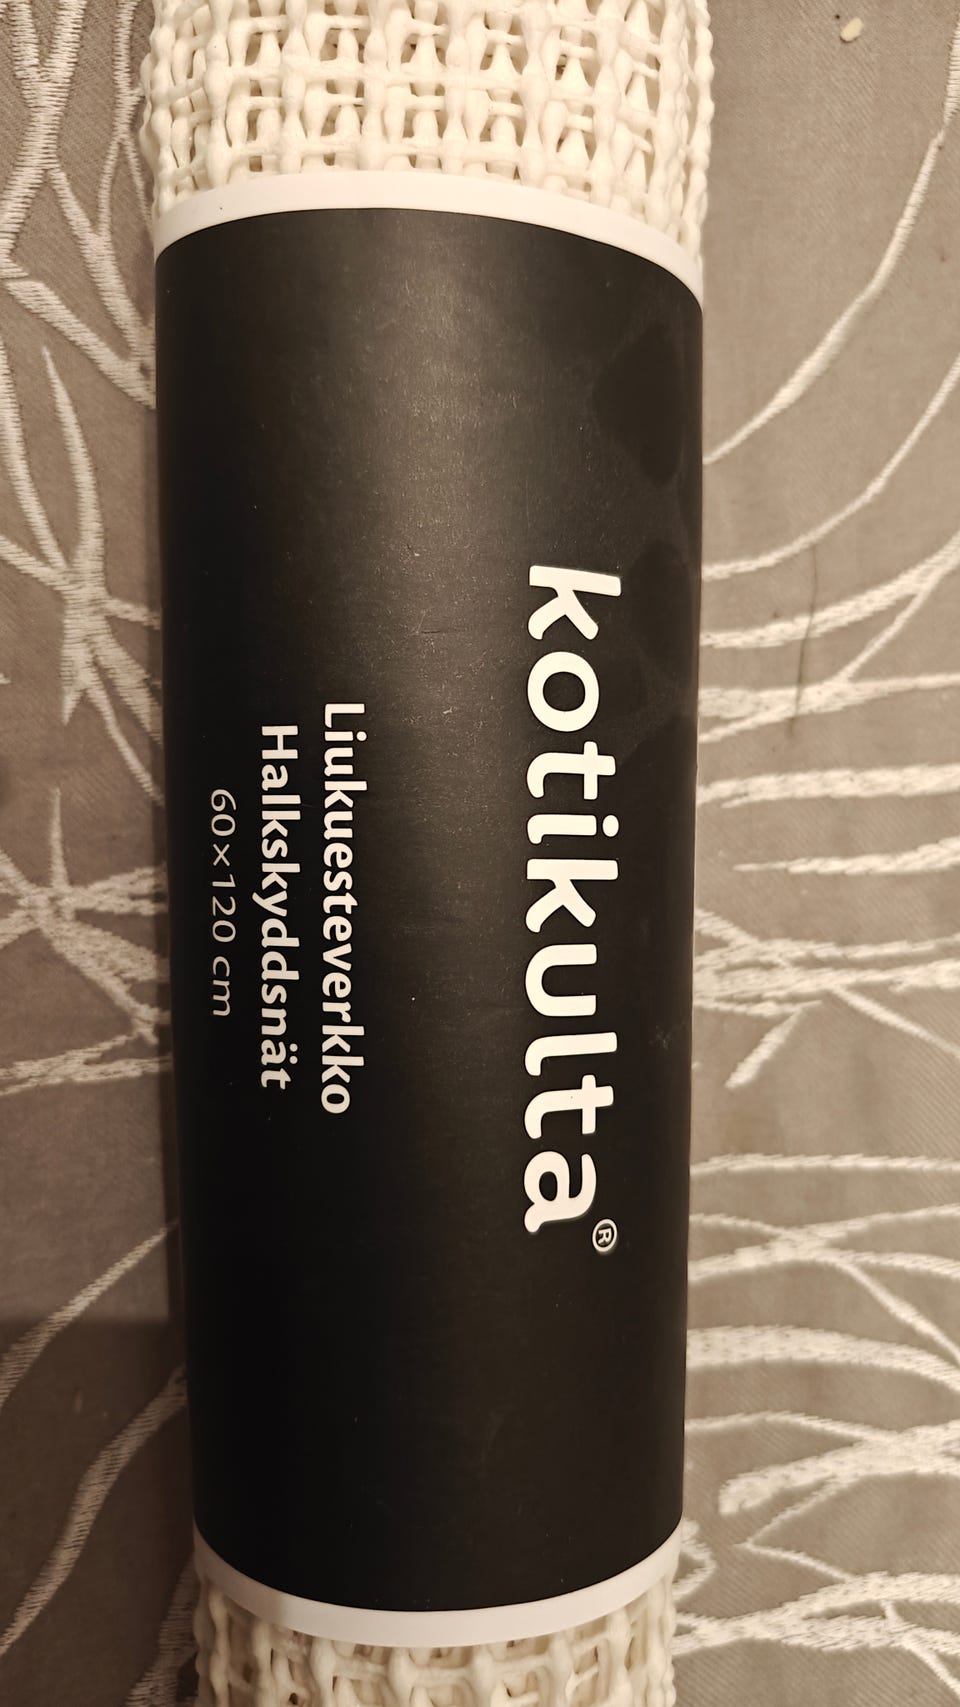 kotikulta®
Liukuesteverkko
Halkskyddsnät
60×120 cm